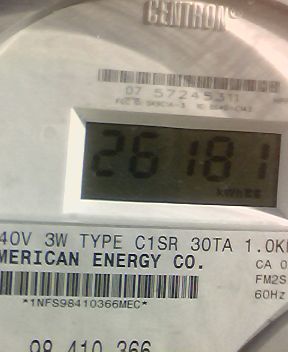 CENTRON®
07 57245311
26181
kWh
40V 3W TYPE C1SR 30TA 1.0K
MERICAN ENERGY CO.
CA 0
FM2S
*1NFS98410366MEC*
60Hz
98 410 366